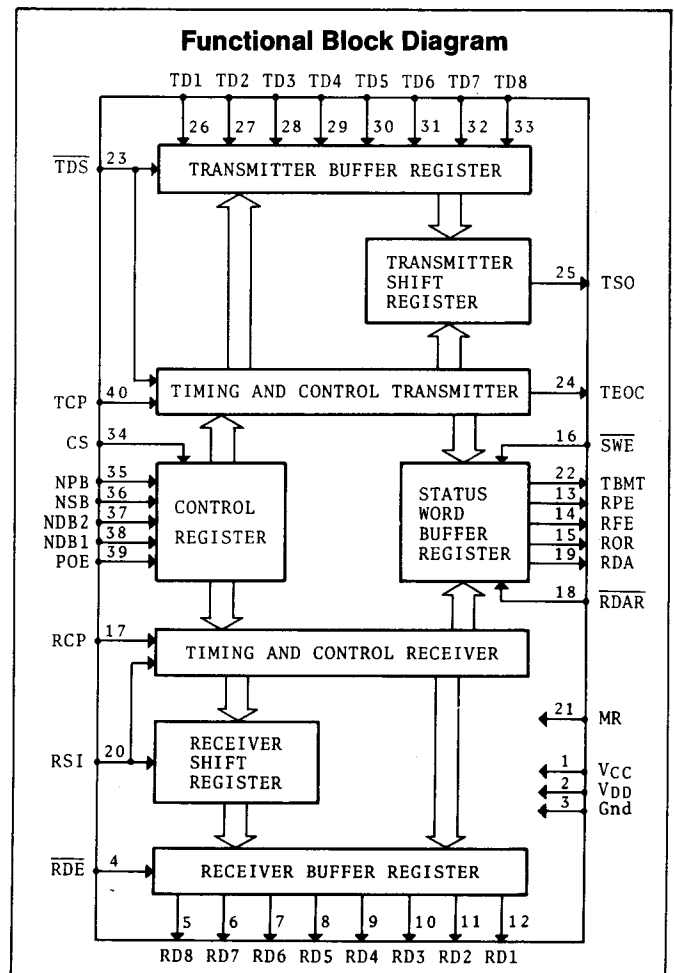 Functional Block Diagram
TD1 TD2 TD3 TD4 TD5 TD6 TD7 TD8
26 27 28 29 30 31 32 33
TDS 23
TRANSMITTER BUFFER REGISTER
TRANSMITTER
SHIFT
REGISTER
25 TSO
TCP 40
TIMING AND CONTROL TRANSMITTER
24 TEOC
CS 34
16 SWE
NPB 35
NSB 36
NDB2 37
NDB1 38
POE 39
CONTROL
REGISTER
STATUS
WORD
BUFFER
REGISTER
22 TBMT
13 RPE
14 RFE
15 ROR
19 RDA
18 RDAR
RCP 17
TIMING AND CONTROL RECEIVER
21 MR
RSI 20
RECEIVER
SHIFT
REGISTER
1 VCC
2 VDD
3 Gnd
RDE 4
RECEIVER BUFFER REGISTER
5 6 7 8 9 10 11 12
RD8 RD7 RD6 RD5 RD4 RD3 RD2 RD1